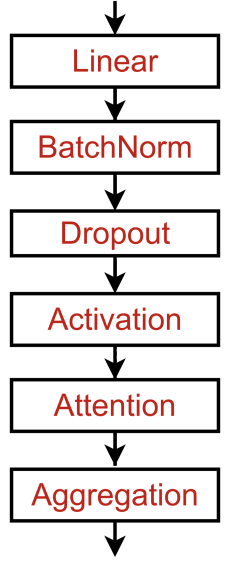 Linear
BatchNorm
Dropout
Activation
Attention
Aggregation